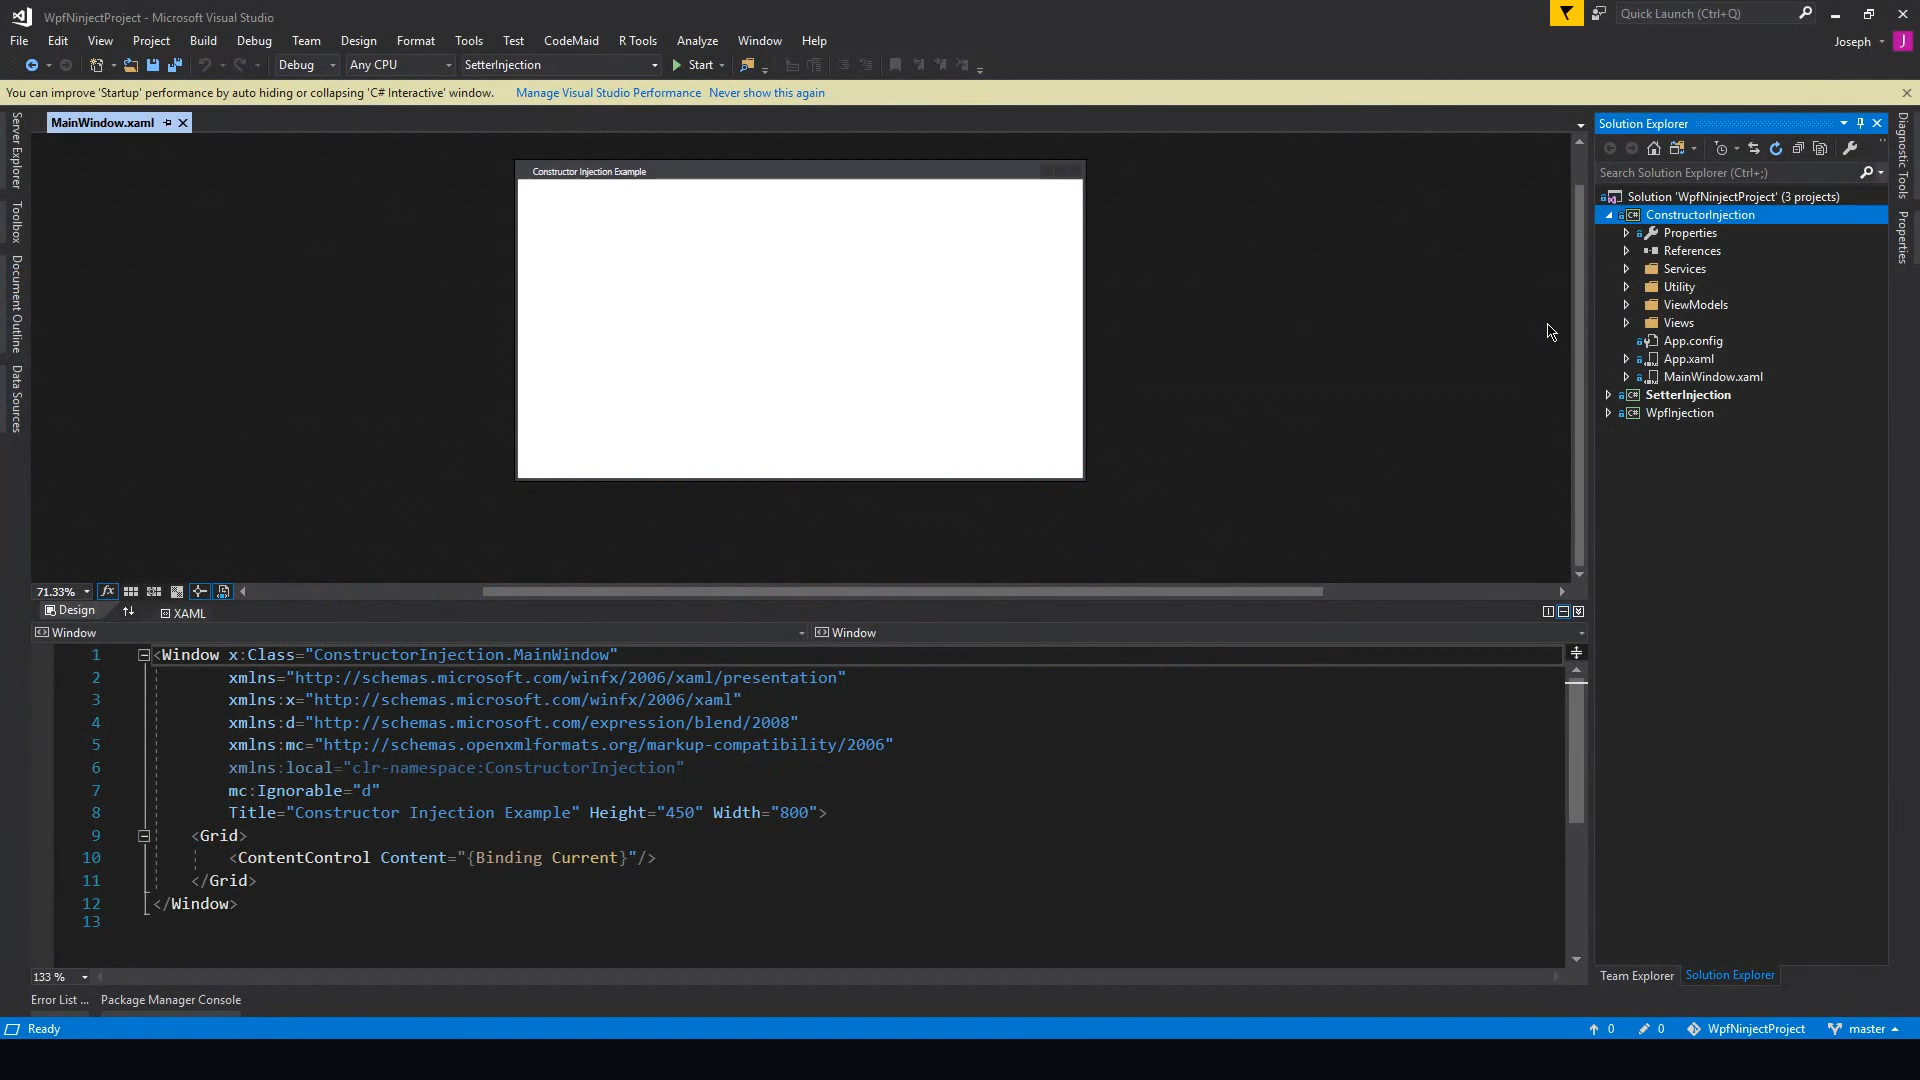 WpfNinjectProject - Microsoft Visual Studio
Quick Launch (Ctrl+Q)
File Edit View Project Build Debug Team Design Format Tools Test CodeMaid R Tools Analyze Window Help
Joseph J
Debug Any CPU SetterInjection Start
You can improve 'Startup' performance by auto hiding or collapsing 'C# Interactive' window. Manage Visual Studio Performance Never show this again
MainWindow.xaml
Server Explorer
Toolbox
Document Outline
Data Sources
Constructor Injection Example
71.33%
Design
XAML
Window
Window
1 <Window x:Class="ConstructorInjection.MainWindow"
2 xmlns="http://schemas.microsoft.com/winfx/2006/xaml/presentation"
3 xmlns:x="http://schemas.microsoft.com/winfx/2006/xaml"
4 xmlns:d="http://schemas.microsoft.com/expression/blend/2008"
5 xmlns:mc="http://schemas.openxmlformats.org/markup-compatibility/2006"
6 xmlns:local="clr-namespace:ConstructorInjection"
7 mc:Ignorable="d"
8 Title="Constructor Injection Example" Height="450" Width="800">
9 <Grid>
10 <ContentControl Content="{Binding Current}"/>
11 </Grid>
12 </Window>
13
133 %
Error List ... Package Manager Console
Solution Explorer
Search Solution Explorer (Ctrl+;)
Solution 'WpfNinjectProject' (3 projects)
C# ConstructorInjection
Properties
References
Services
Utility
ViewModels
Views
App.config
App.xaml
MainWindow.xaml
C# SetterInjection
C# WpfInjection
Team Explorer Solution Explorer
Diagnostic Tools
Properties
Ready
0 0 WpfNinjectProject master